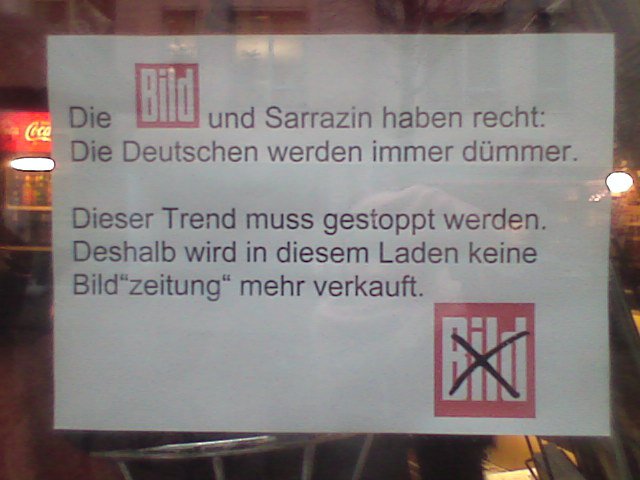 Die Bild und Sarrazin haben recht:
Die Deutschen werden immer dümmer.
Dieser Trend muss gestoppt werden.
Deshalb wird in diesem Laden keine
Bild“zeitung“ mehr verkauft.
Bild
Coca